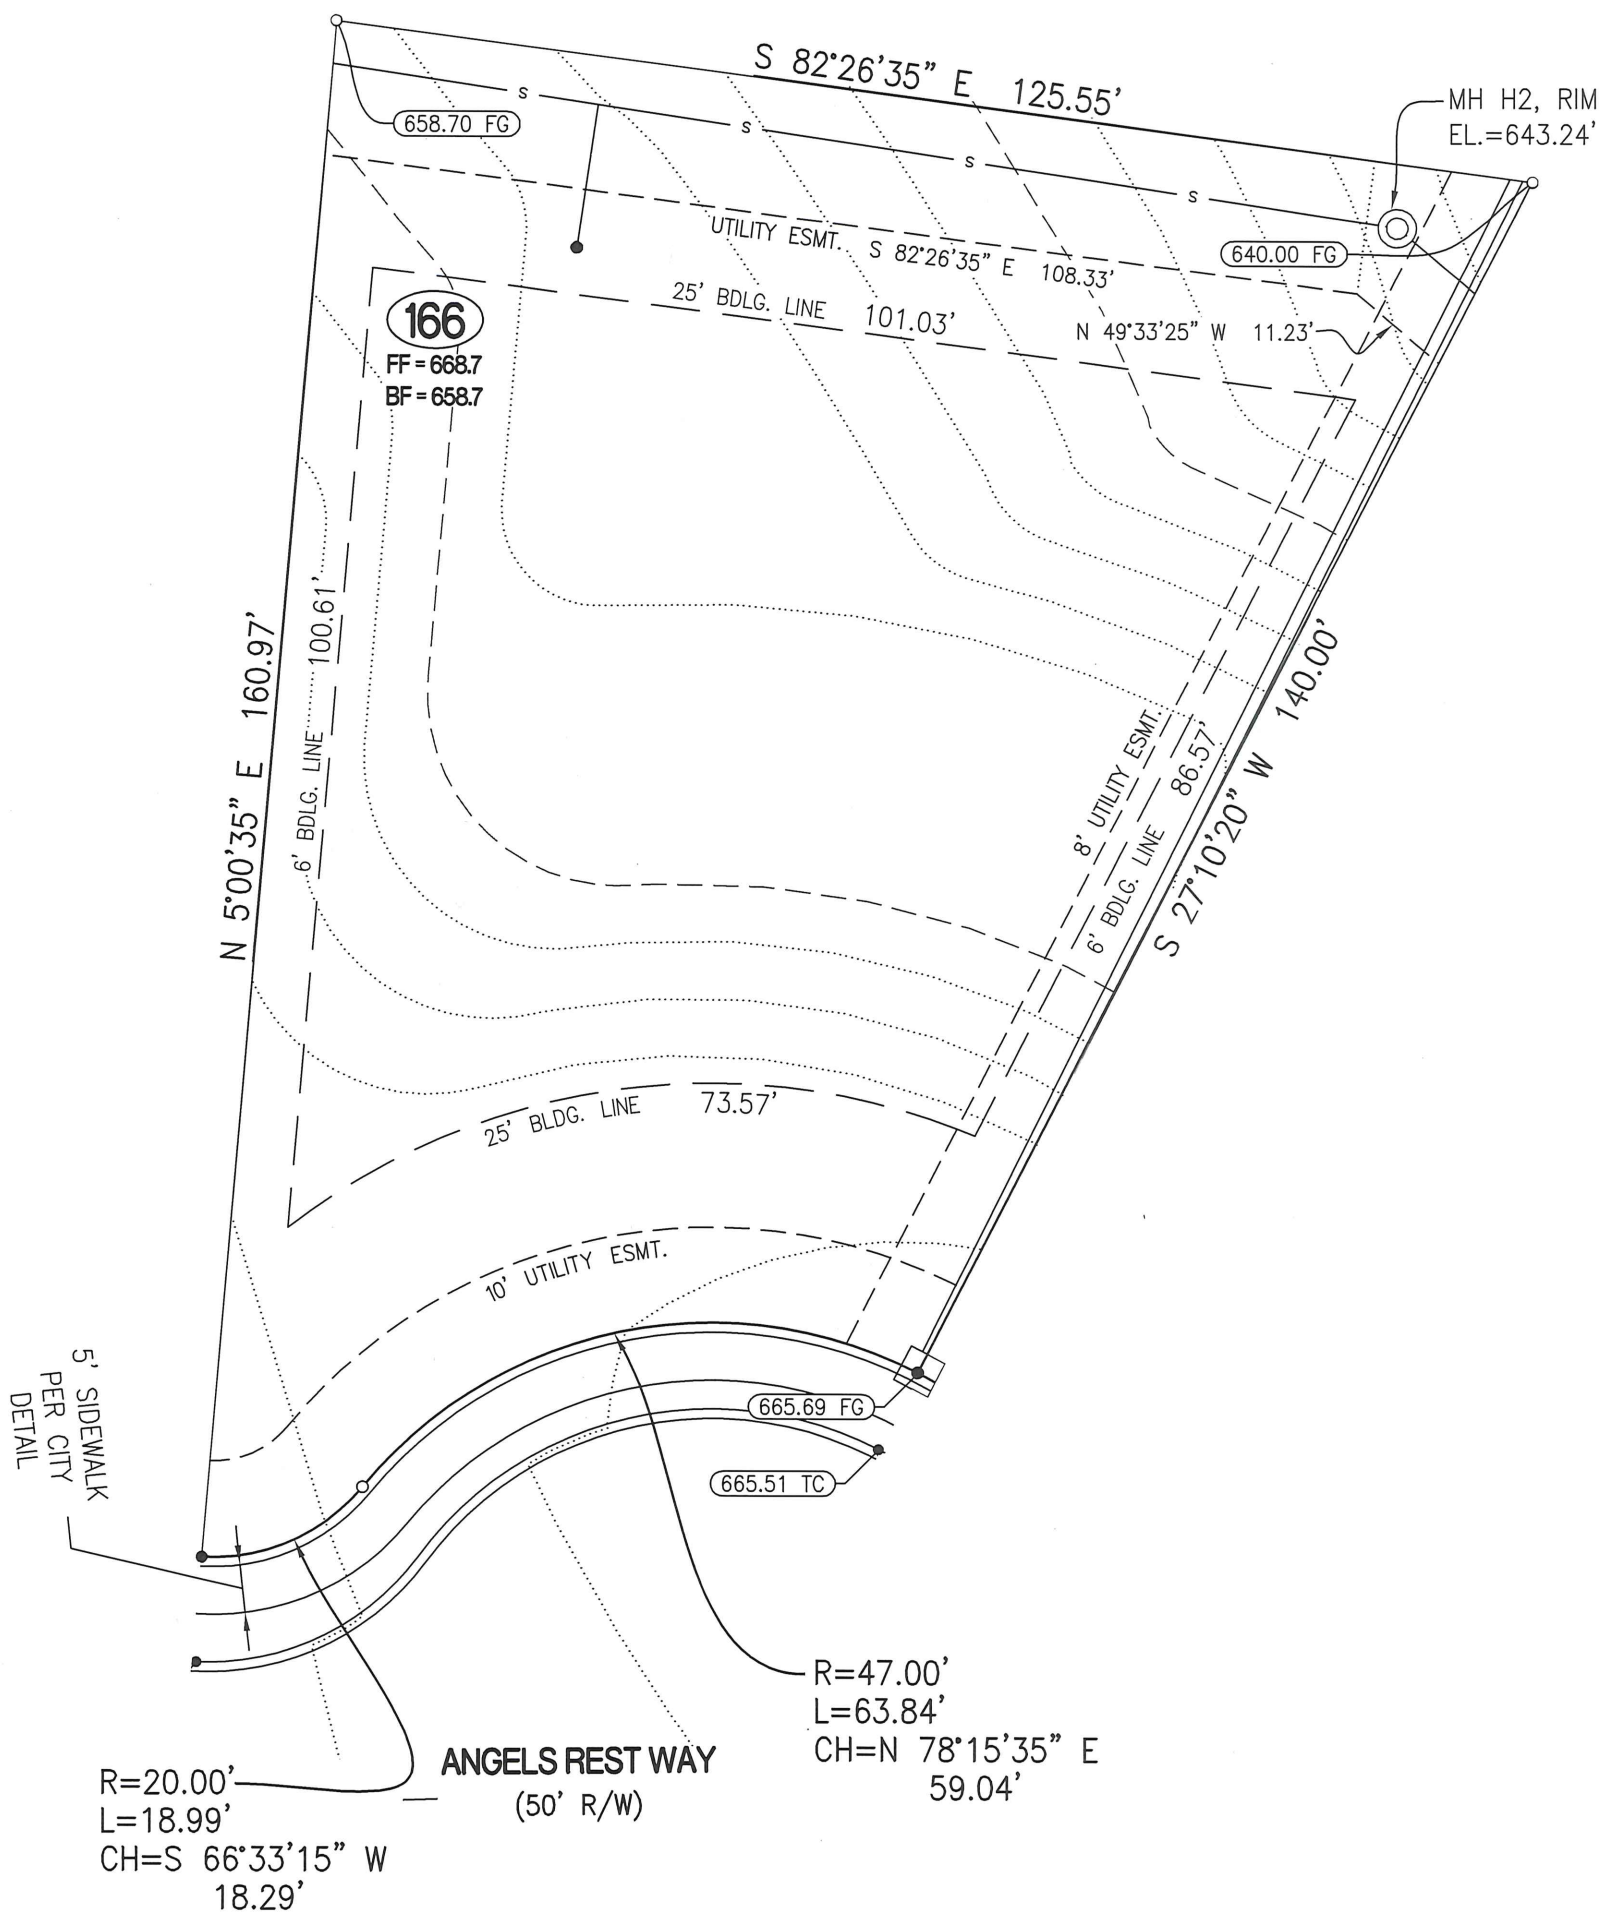 S 82°26'35" E 125.55'
MH H2, RIM
EL.=643.24'
658.70 FG
s
s
s
s
UTILITY ESMT. S 82°26'35" E 108.33'
640.00 FG
25' BDLG. LINE 101.03'
N 49°33'25" W 11.23'
166
FF = 668.7
BF = 658.7
N 5°00'35" E 160.97'
6' BDLG. LINE 100.61'
8' UTILITY ESMT.
6' BDLG. LINE 86.57'
S 27°10'20" W 140.00'
25' BLDG. LINE 73.57'
10' UTILITY ESMT.
5' SIDEWALK
PER CITY
DETAIL
665.69 FG
665.51 TC
R=47.00'
L=63.84'
CH=N 78°15'35" E
59.04'
ANGELS REST WAY
(50' R/W)
R=20.00'
L=18.99'
CH=S 66°33'15" W
18.29'